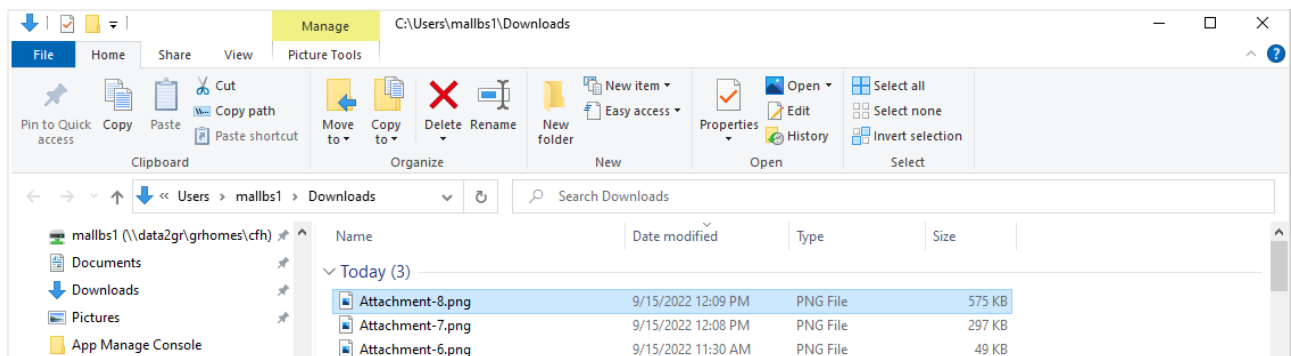 Manage C:\Users\mallbs1\Downloads
File Home Share View Picture Tools
Pin to Quick access
Copy
Paste
Cut
Copy path
Paste shortcut
Clipboard
Move to
Copy to
Delete
Rename
Organize
New folder
New item
Easy access
New
Properties
Open
Edit
History
Open
Select all
Select none
Invert selection
Select
« Users › mallbs1 › Downloads
Search Downloads
mallbs1 (\\data2gr\grhomes\cfh)
Documents
Downloads
Pictures
App Manage Console
Name Date modified Type Size
Today (3)
Attachment-8.png 9/15/2022 12:09 PM PNG File 575 KB
Attachment-7.png 9/15/2022 12:08 PM PNG File 297 KB
Attachment-6.png 9/15/2022 11:30 AM PNG File 49 KB